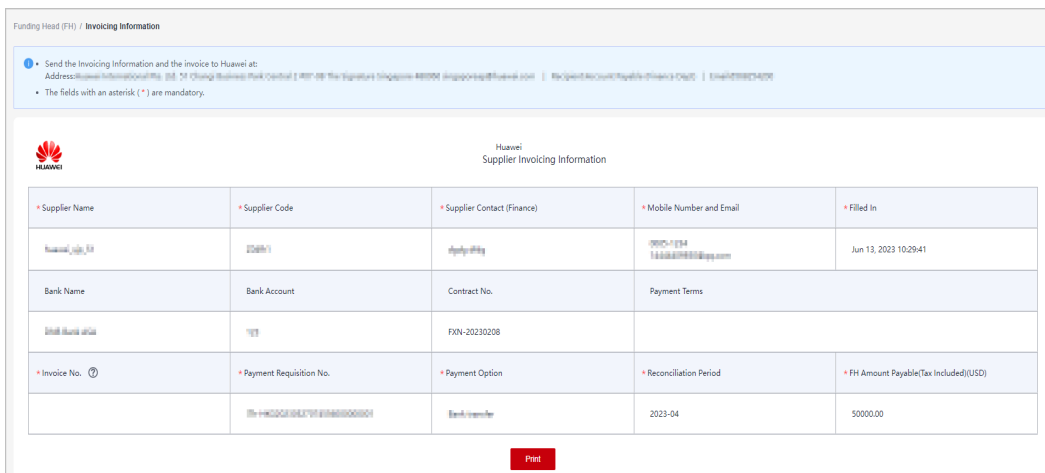 Funding Head (FH) / Invoicing Information
• Send the Invoicing Information and the invoice to Huawei at:
Address:
• The fields with an asterisk ( * ) are mandatory.
HUAWEI
Huawei
Supplier Invoicing Information
* Supplier Name * Supplier Code * Supplier Contact (Finance) * Mobile Number and Email * Filled In
Jun 13, 2023 10:29:41
Bank Name Bank Account Contract No. Payment Terms
FXN-20230208
* Invoice No. ? * Payment Requisition No. * Payment Option * Reconciliation Period * FH Amount Payable(Tax Included)(USD)
2023-04 50000.00
Print